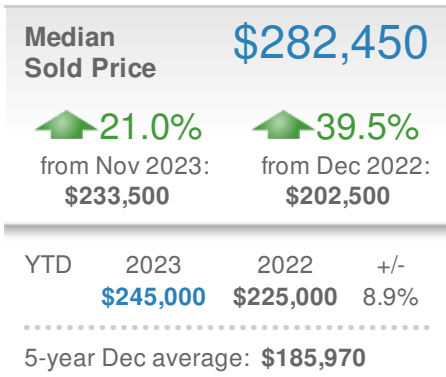 Median $282,450
Sold Price
21.0% 39.5%
from Nov 2023: from Dec 2022:
$233,500 $202,500
YTD 2023 2022 +/-
$245,000 $225,000 8.9%
5-year Dec average: $185,970